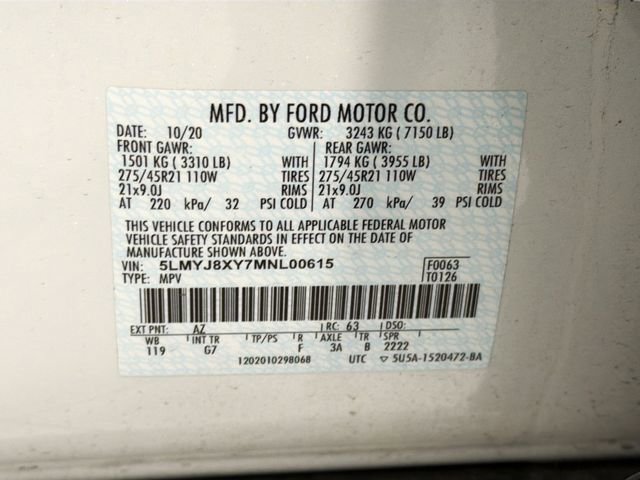 MFD. BY FORD MOTOR CO.
DATE: 10/20 GVWR: 3243 KG ( 7150 LB)
FRONT GAWR: REAR GAWR:
1501 KG ( 3310 LB) WITH 1794 KG ( 3955 LB) WITH
275/45R21 110W TIRES 275/45R21 110W TIRES
21x9.0J RIMS 21x9.0J RIMS
AT 220 kPa/ 32 PSI COLD AT 270 kPa/ 39 PSI COLD
THIS VEHICLE CONFORMS TO ALL APPLICABLE FEDERAL MOTOR
VEHICLE SAFETY STANDARDS IN EFFECT ON THE DATE OF
MANUFACTURE SHOWN ABOVE.
VIN: 5LMYJ8XY7MNL00615 F0063
TYPE: MPV T0126
EXT PNT: AZ RC: 63 DSO:
WB INT TR TP/PS R AXLE TR SPR
119 G7 F 3A B 2222
1202010298068 UTC ▽ 5U5A-1520472-BA